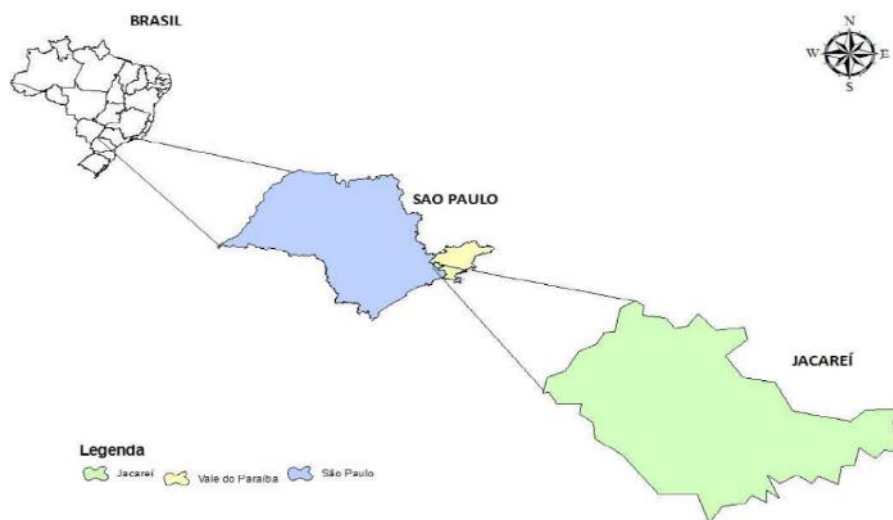 BRASIL
N
W E
S
SAO PAULO
JACAREÍ
Legenda
Jacareí Vale do Paraíba São Paulo